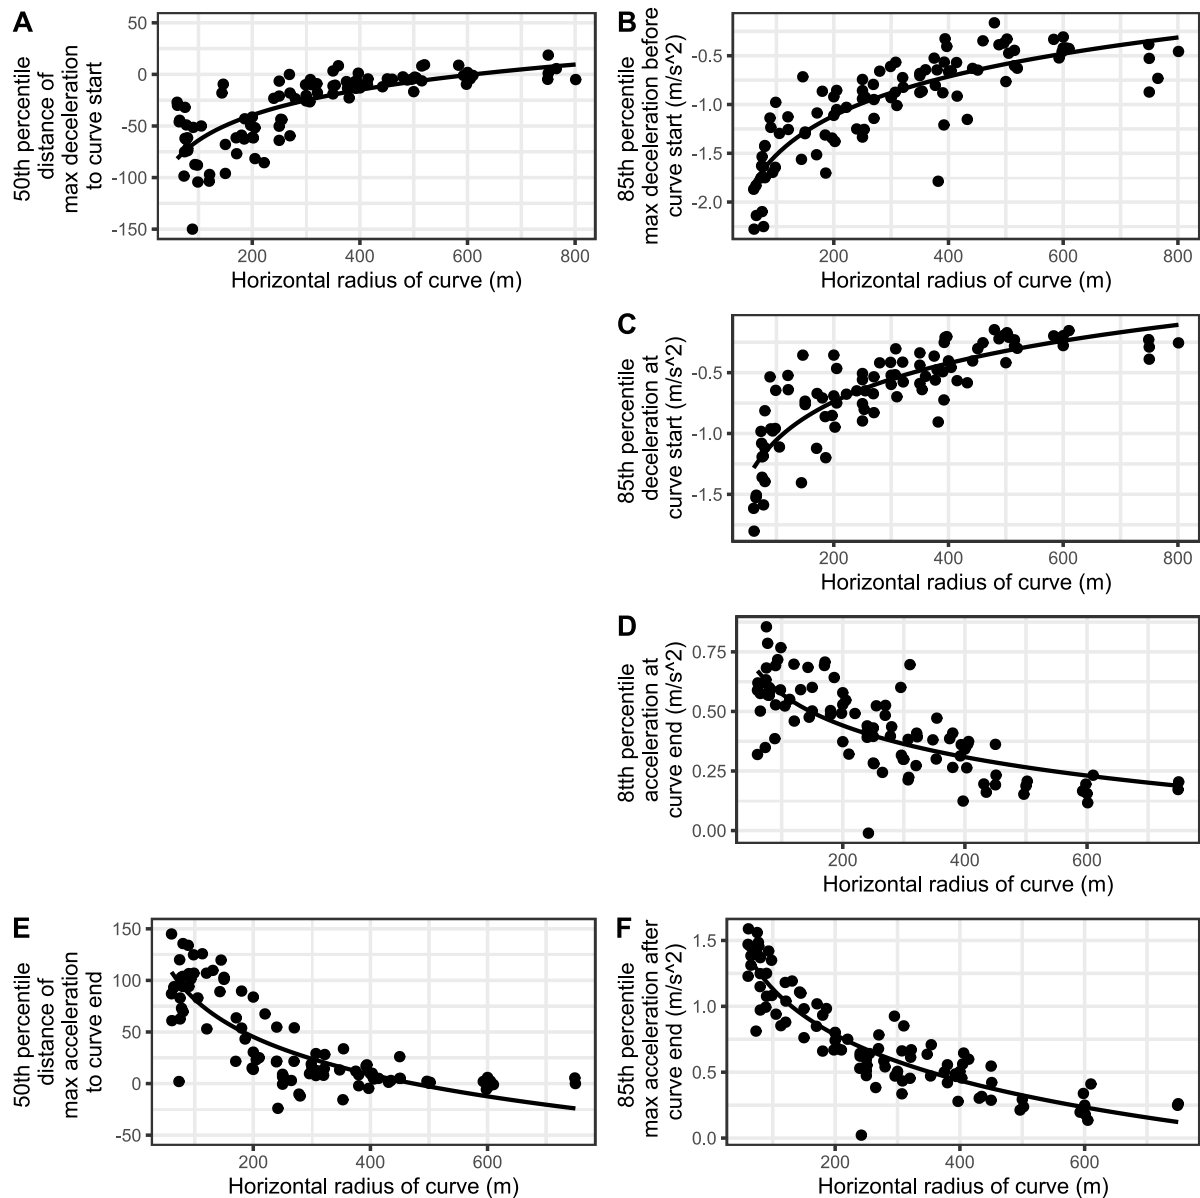 A
50th percentile
distance of
max deceleration
to curve start
50
0
-50
-100
-150
200 400 600 800
Horizontal radius of curve (m)
B
85th percentile
max deceleration before
curve start (m/s^2)
-0.5
-1.0
-1.5
-2.0
200 400 600 800
Horizontal radius of curve (m)
C
85th percentile
deceleration at
curve start (m/s^2)
-0.5
-1.0
-1.5
200 400 600 800
Horizontal radius of curve (m)
D
8tth percentile
acceleration at
curve end (m/s^2)
0.75
0.50
0.25
0.00
200 400 600
Horizontal radius of curve (m)
E
50th percentile
distance of
max acceleration
to curve end
150
100
50
0
-50
200 400 600
Horizontal radius of curve (m)
F
85th percentile
max acceleration after
curve end (m/s^2)
1.5
1.0
0.5
0.0
200 400 600
Horizontal radius of curve (m)